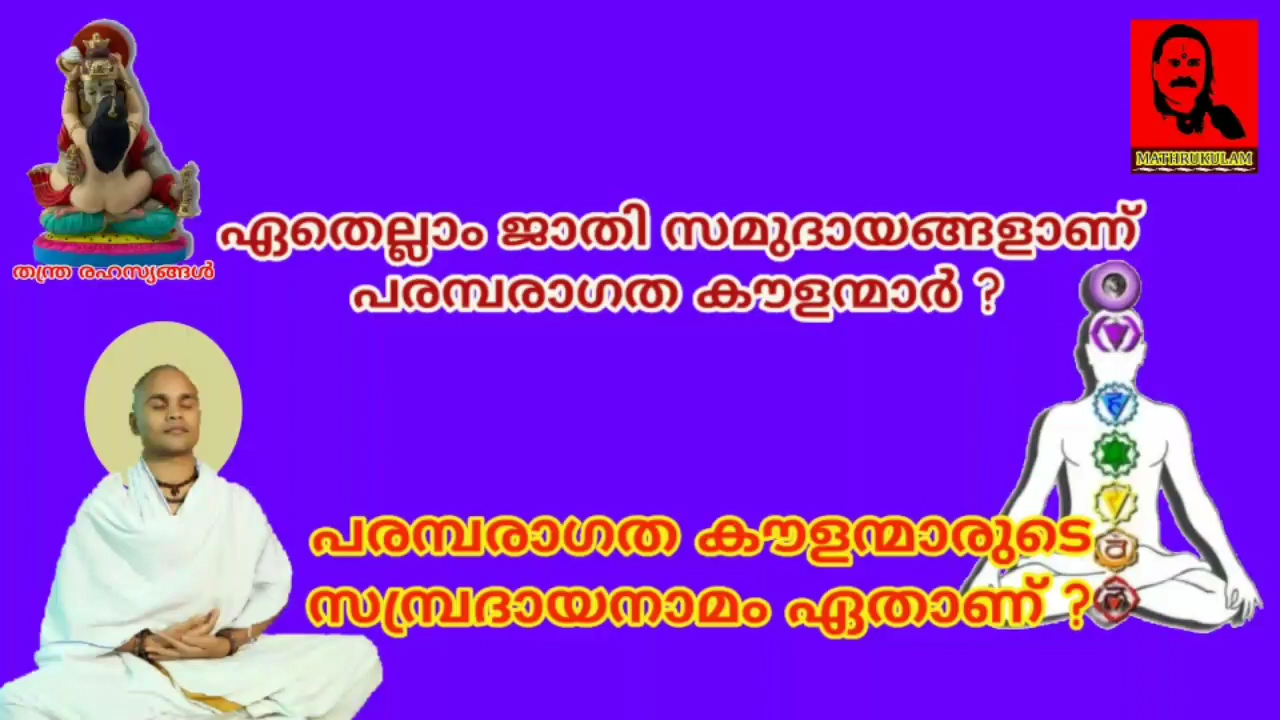 MATHRUKULAM
ഏതെല്ലാം ജാതി സമുദായങ്ങളാണ്
പരമ്പരാഗത കൗളന്മാർ ?
തന്ത്ര രഹസ്യങ്ങൾ
പരമ്പരാഗത കൗളന്മാരുടെ
സമ്പ്രദായനാമം ഏതാണ് ?